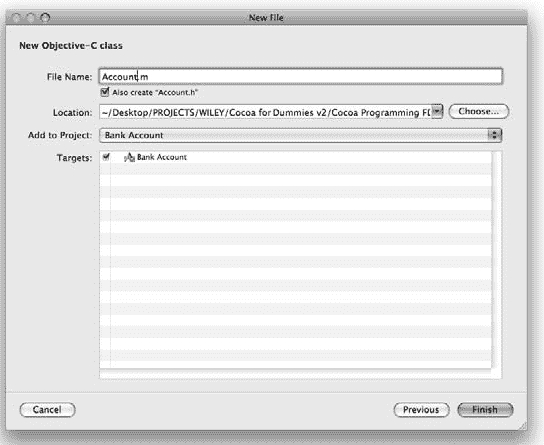 New File
New Objective-C class
File Name: Account.m
Also create "Account.h"
Location: ~/Desktop/PROJECTS/WILEY/Cocoa for Dummies v2/Cocoa Programming FD Choose...
Add to Project: Bank Account
Targets: Bank Account
Cancel Previous Finish